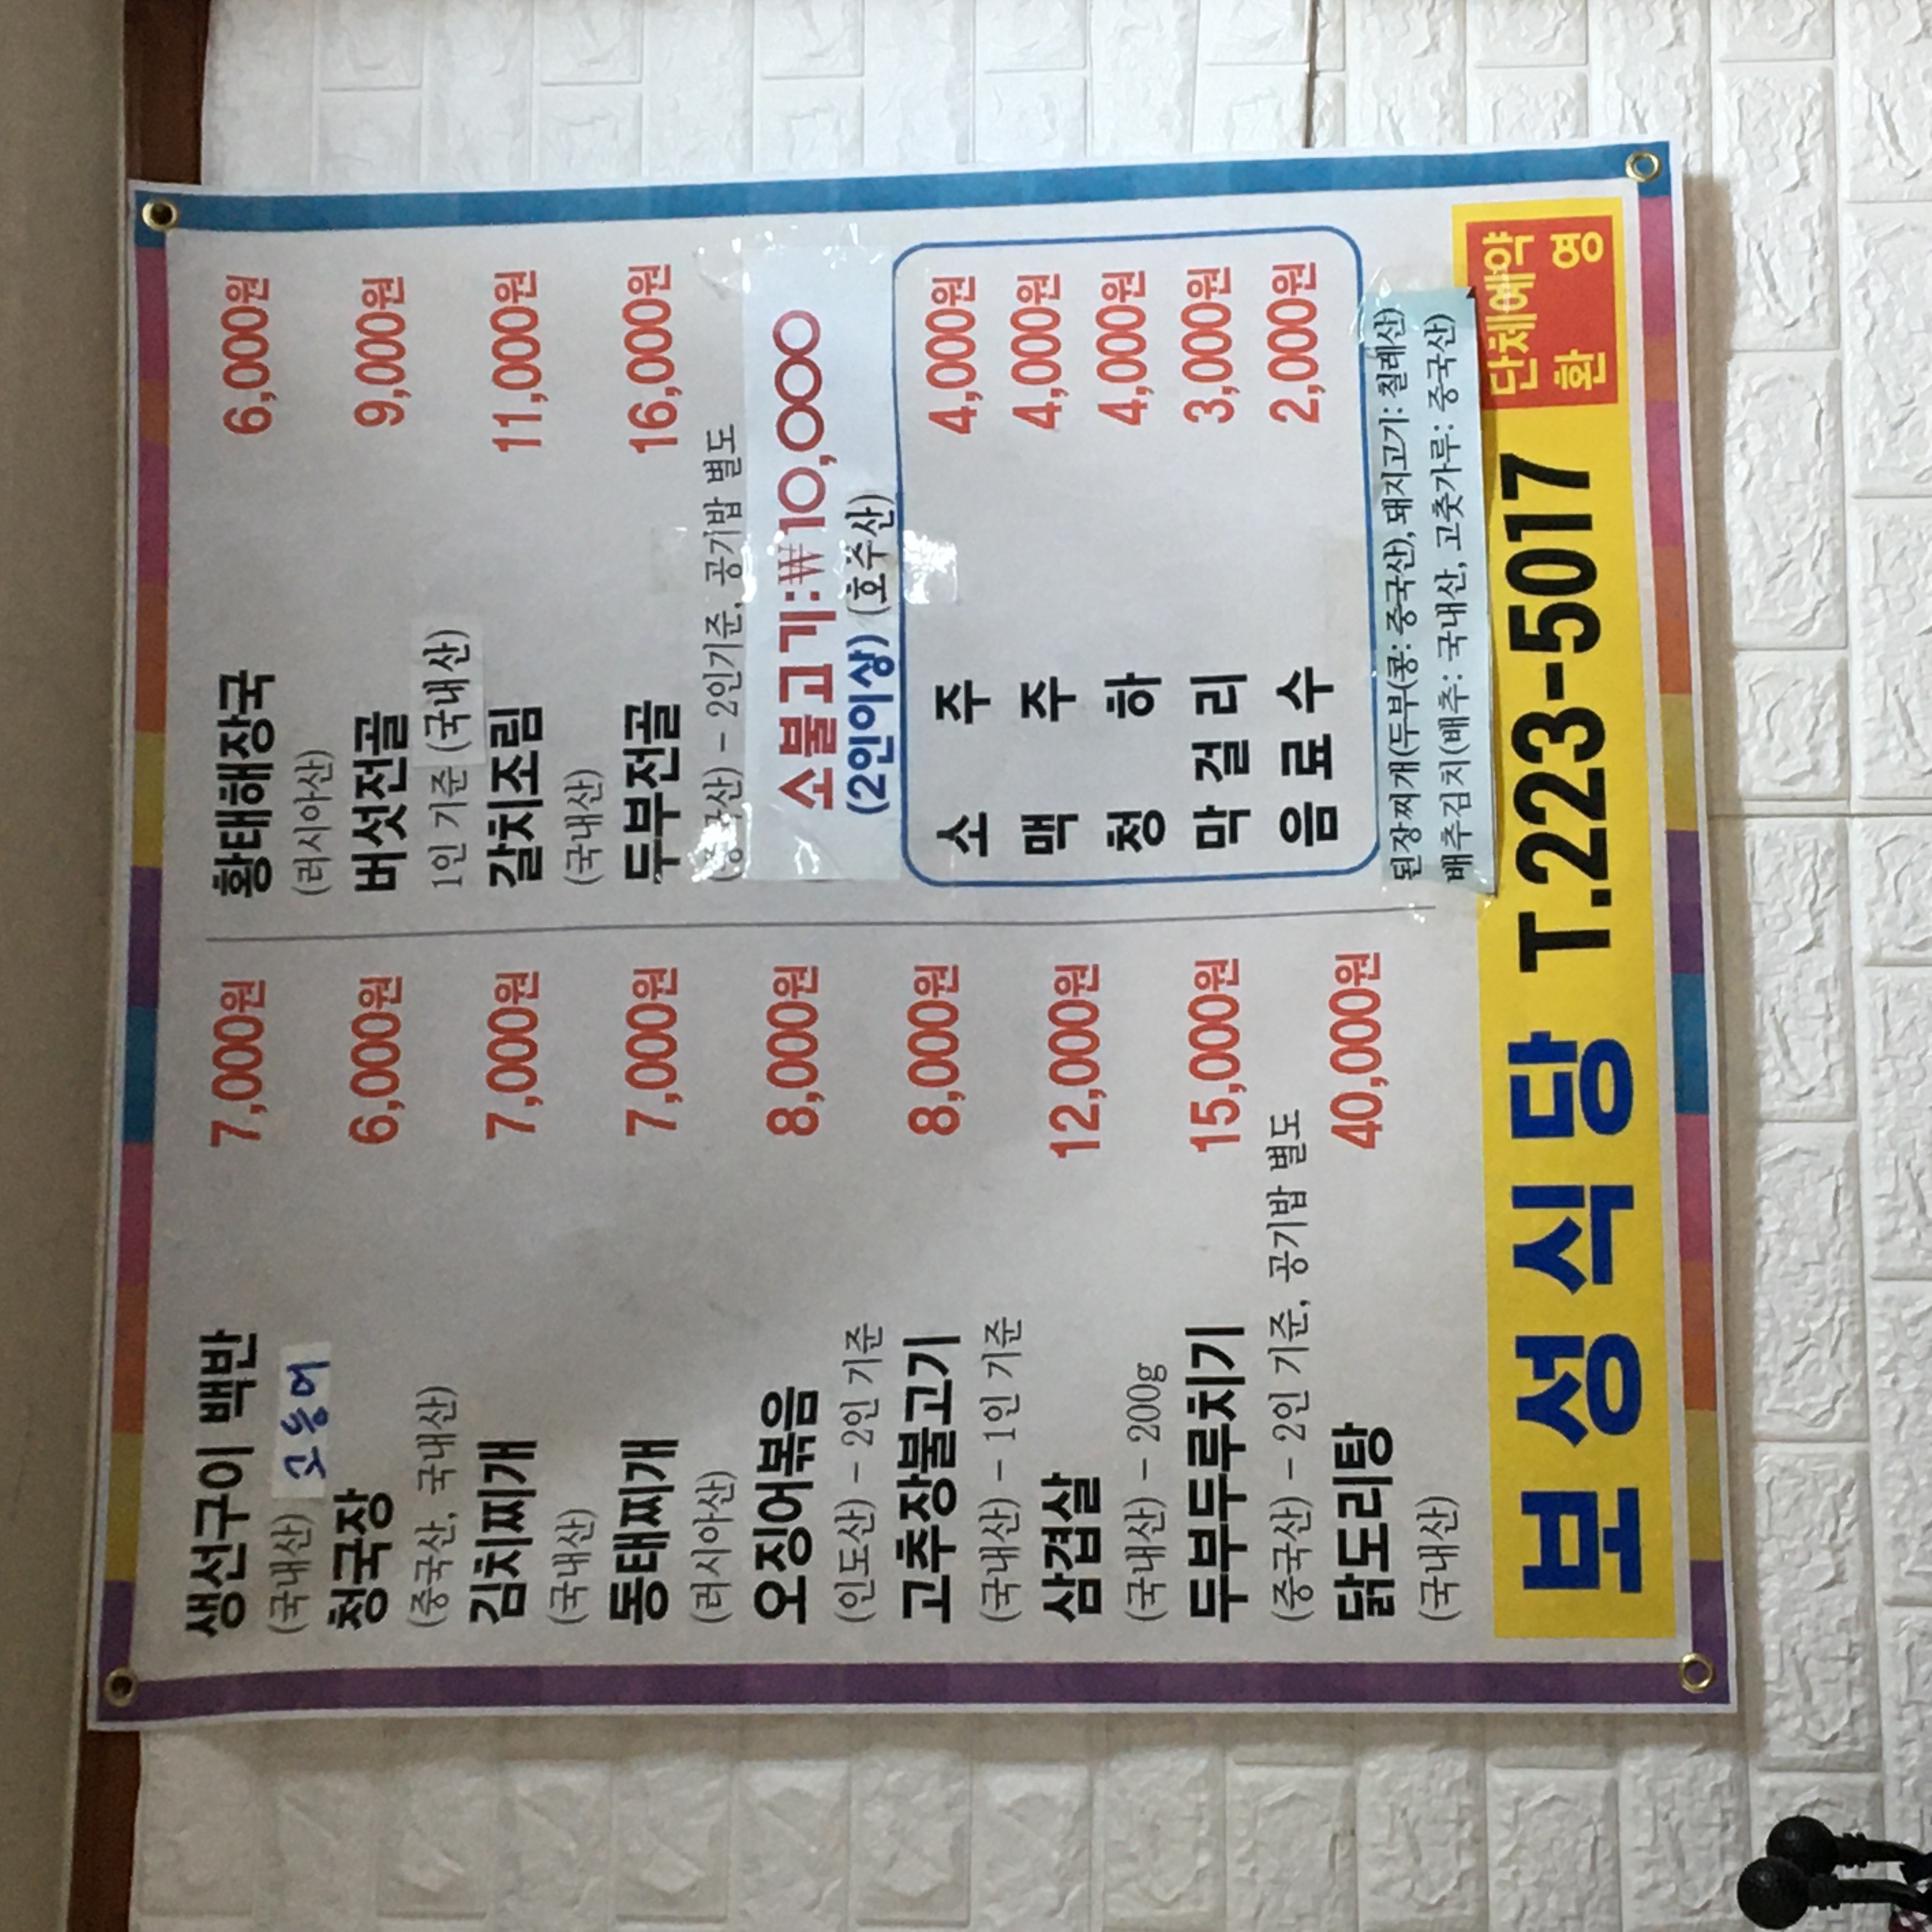 생선구이 백반 7,000원
(국내산) 고등어
청국장 6,000원
(중국산, 국내산)
김치찌개 7,000원
(국내산)
동태찌개 7,000원
(러시아산)
오징어볶음 8,000원
(인도산) - 2인 기준
고추장불고기 8,000원
(국내산) - 1인 기준
삼겹살 12,000원
(국내산) - 200g
두부두루치기 15,000원
(중국산) - 2인 기준, 공기밥 별도
닭도리탕 40,000원
(국내산)
황태해장국 6,000원
(러시아산)
버섯전골 9,000원
1인 기준 (국내산)
갈치조림 11,000원
(국내산)
두부전골 16,000원
(중국산) - 2인기준, 공기밥 별도
소불고기:₩10,000
(2인이상) (호주산)
소 주 4,000원
맥 주 4,000원
청 하 4,000원
막 걸 리 3,000원
음 료 수 2,000원
된장찌개(두부(콩: 중국산), 돼지고기: 칠레산)
배추김치(배추: 국내산, 고춧가루: 중국산)
보성식당 T.223-5017
단체예약
환 영